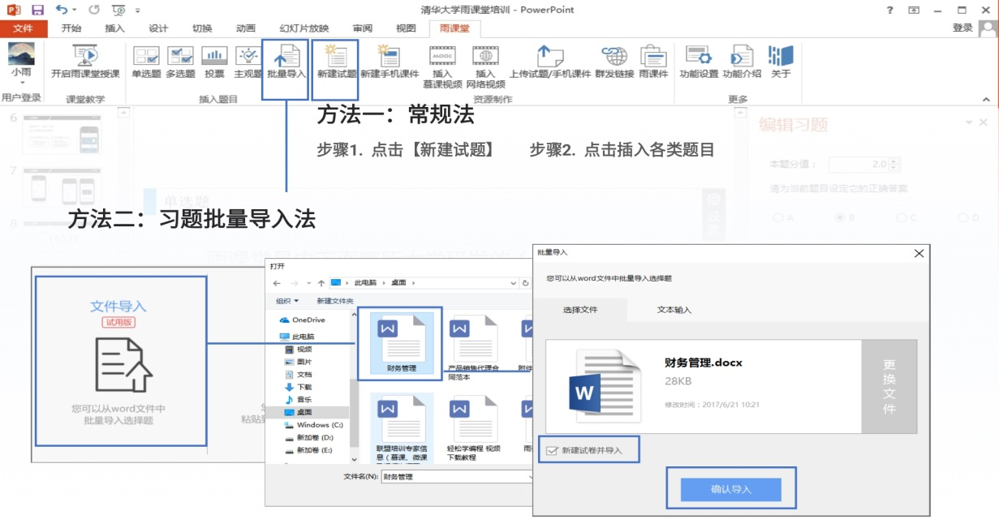 清华大学雨课堂培训 - PowerPoint
文件 开始 插入 设计 切换 动画 幻灯片放映 审阅 视图 雨课堂 登录
小雨 开启雨课堂授课 单选题 多选题 投票 主观题 批量导入 新建试题 新建手机课件 插入 插入 上传试题/手机课件 群发链接 雨课件 功能设置 功能介绍 关于
慕课视频 网络视频
用户登录 课堂教学 插入题目 资源制作 更多
方法一：常规法
步骤1. 点击【新建试题】 步骤2. 点击插入各类题目
编辑习题
本题分值： 2.0
请为当前题目设定它的正确答案
A B C D
6
7
8
单选题
方法二：习题批量导入法
文件导入
试用版
您可以从word文件中
批量导入选择题
粘贴到
打开
此电脑 桌面
组织 新建文件夹
OneDrive
此电脑
视频
图片
文档
下载
音乐
桌面
Windows (C:)
新加卷 (D:)
新加卷 (E:)
财务管理
产品销售代理合
同范本
附件
联盟培训专家信
息（慕课、微课
轻松学编程 视频
下载教程
文件名(N): 财务管理
批量导入
您可以从word文件中批量导入选择题
选择文件 文本输入
MOOC
W
财务管理.docx
28KB
修改时间：2017/6/21 10:21
更
换
文
件
新建试卷并导入
确认导入